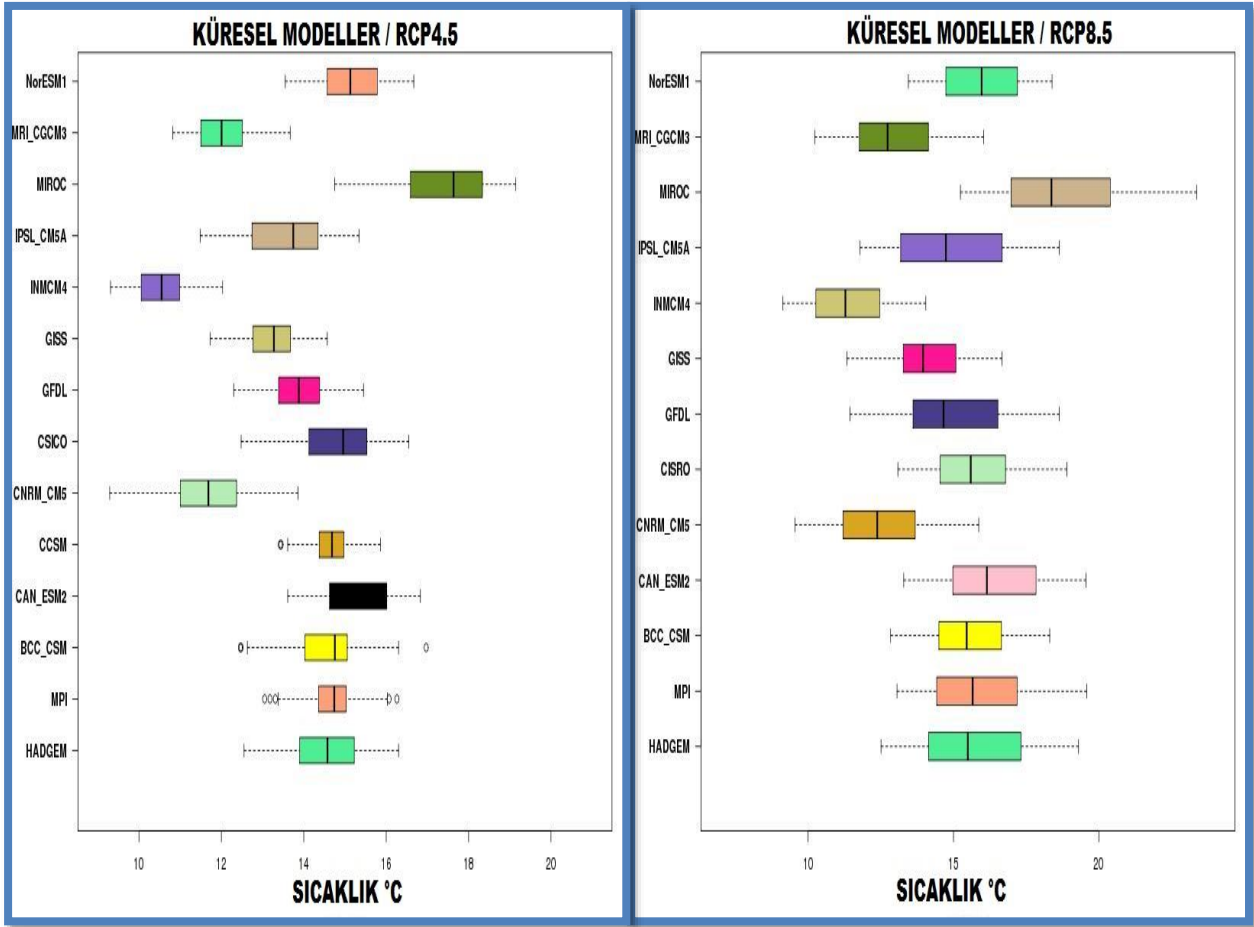 KÜRESEL MODELLER / RCP4.5
NorESM1
MRI_CGCM3
MIROC
IPSL_CM5A
INMCM4
GISS
GFDL
CSICO
CNRM_CM5
CCSM
CAN_ESM2
BCC_CSM
MPI
HADGEM
10 12 14 16 18 20
SICAKLIK °C
KÜRESEL MODELLER / RCP8.5
NorESM1
MRI_CGCM3
MIROC
IPSL_CM5A
INMCM4
GISS
GFDL
CISRO
CNRM_CM5
CAN_ESM2
BCC_CSM
MPI
HADGEM
10 15 20
SICAKLIK °C